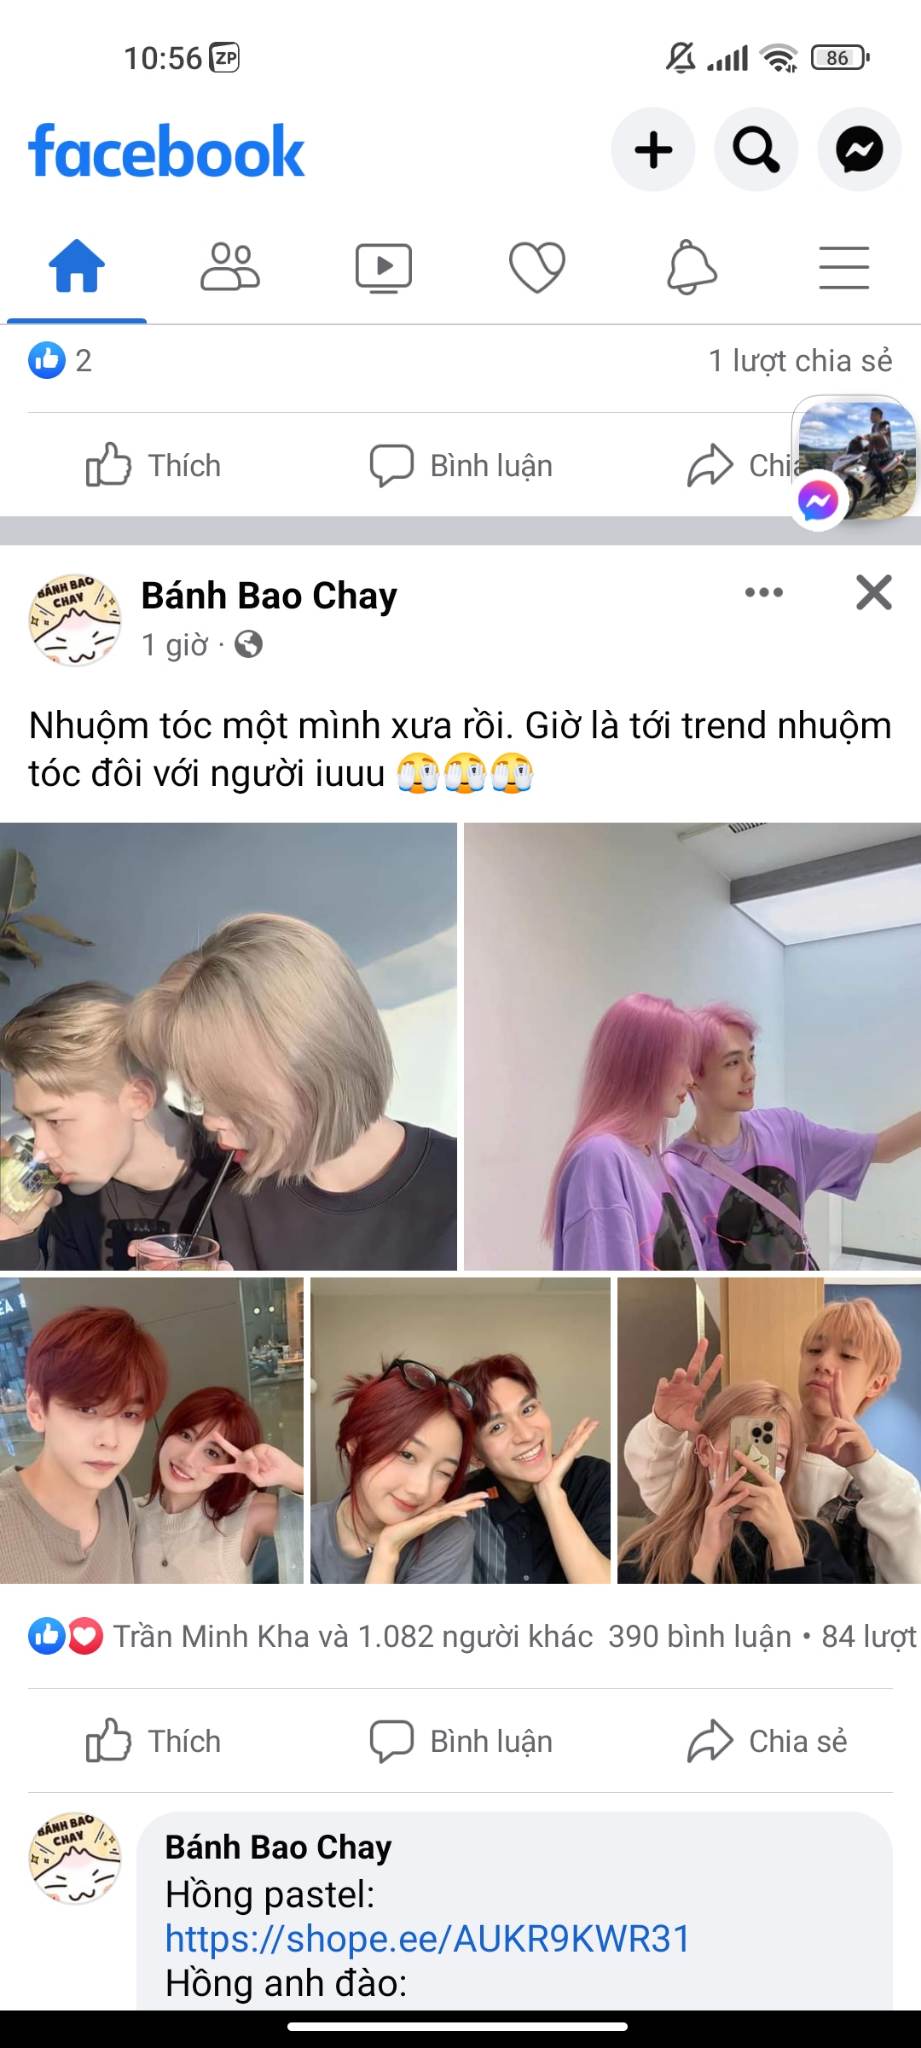 10:56 ZP
86
facebook
2
1 lượt chia sẻ
Thích
Bình luận
BÁNH BAO
CHAY
Bánh Bao Chay
1 giờ ·
Nhuộm tóc một mình xưa rồi. Giờ là tới trend nhuộm
tóc đôi với người iuuu
Trần Minh Kha và 1.082 người khác 390 bình luận • 84 lượt
Thích
Bình luận
Chia sẻ
BÁNH BAO
CHAY
Bánh Bao Chay
Hồng pastel:
https://shope.ee/AUKR9KWR31
Hồng anh đào: